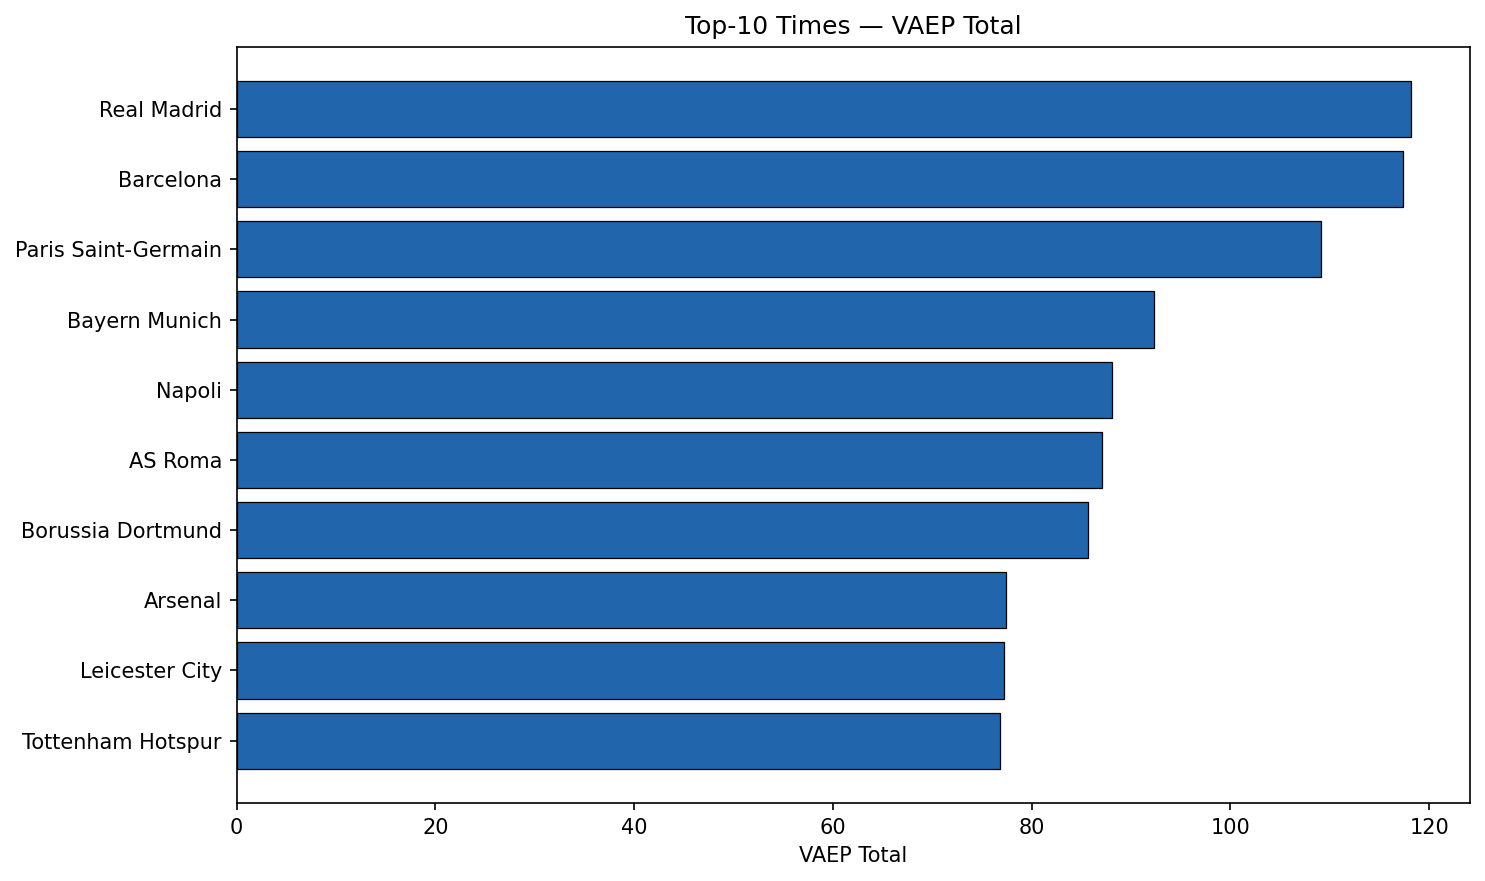 Top-10 Times — VAEP Total
Real Madrid
Barcelona
Paris Saint-Germain
Bayern Munich
Napoli
AS Roma
Borussia Dortmund
Arsenal
Leicester City
Tottenham Hotspur
0 20 40 60 80 100 120
VAEP Total